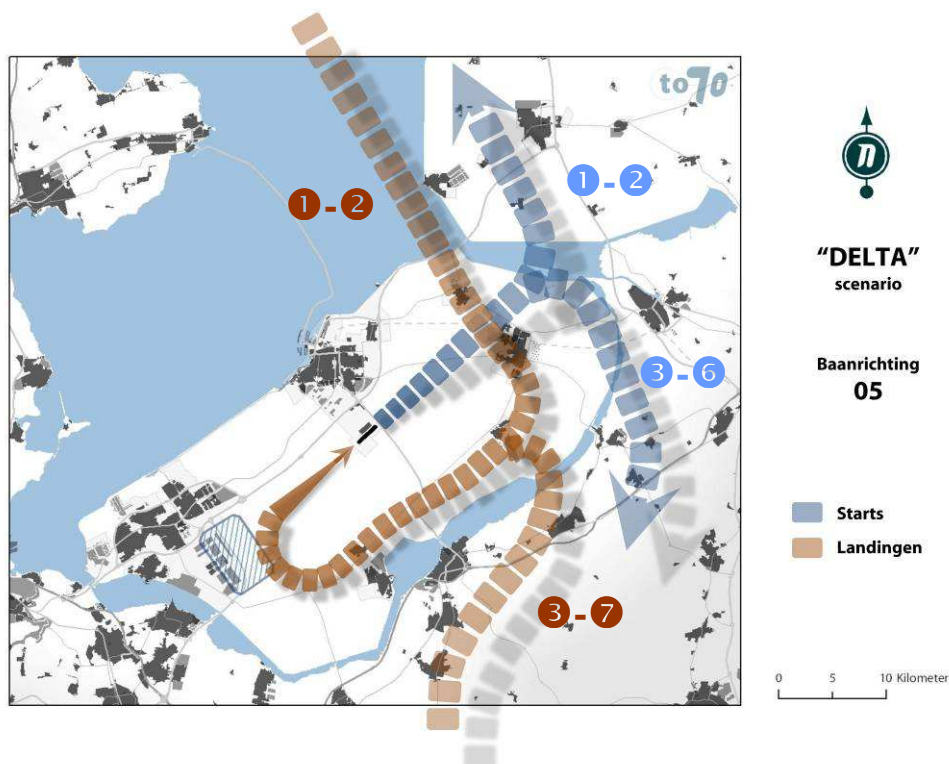 to70
1 - 2
1 - 2
3 - 6
3 - 7
n
"DELTA"
scenario
Baanrichting
05
Starts
Landingen
0 5 10 Kilometer